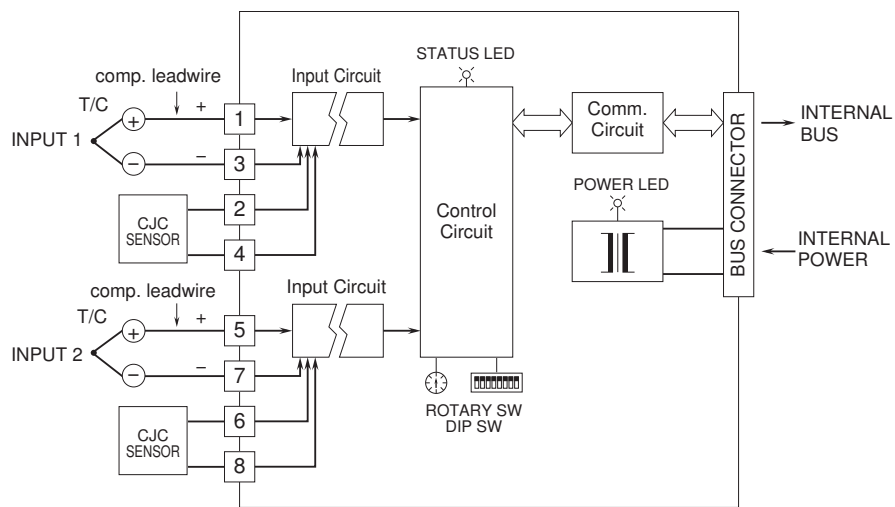 STATUS LED
comp. leadwire
Input Circuit
T/C
+
+
1
INPUT 1
−
−
3
2
CJC
SENSOR
4
Control
Circuit
Comm.
Circuit
POWER LED
BUS CONNECTOR
INTERNAL
BUS
INTERNAL
POWER
comp. leadwire
Input Circuit
T/C
+
+
5
INPUT 2
−
−
7
6
CJC
SENSOR
8
ROTARY SW
DIP SW